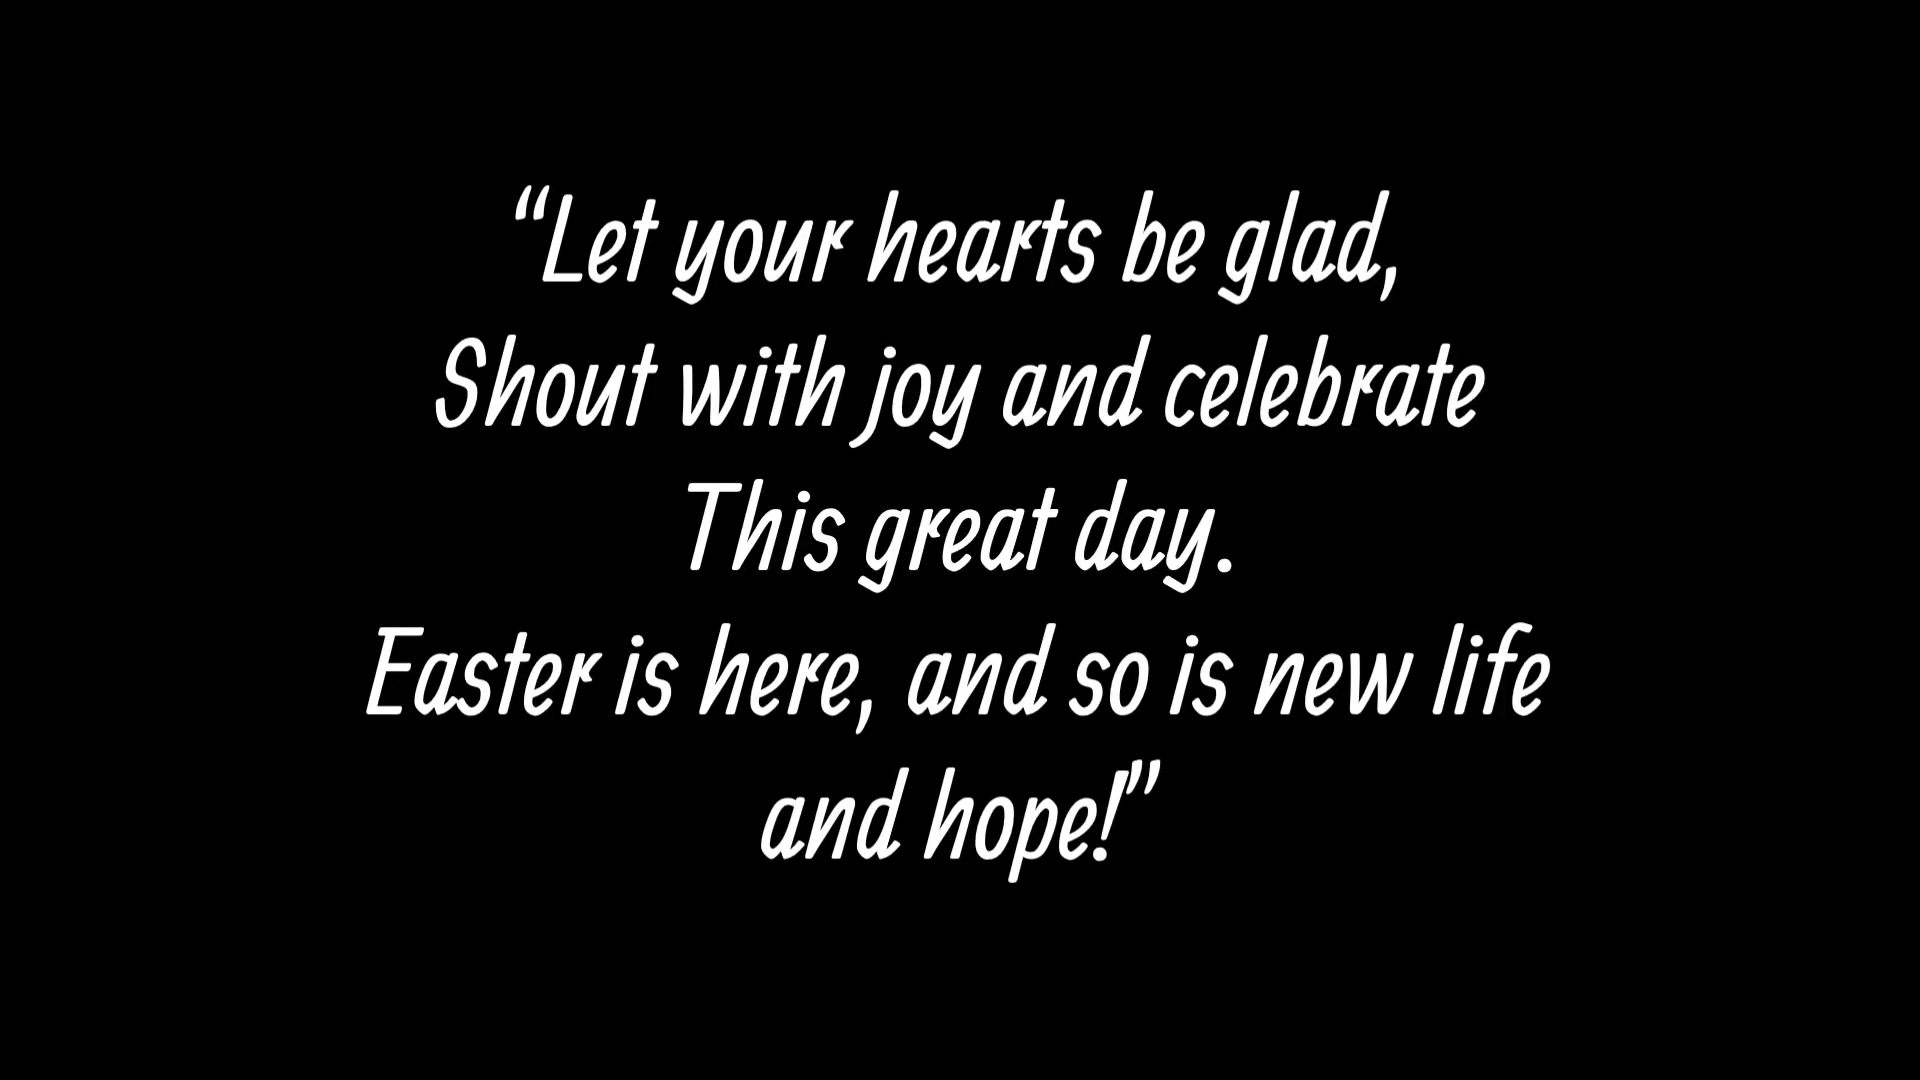 “Let your hearts be glad,
Shout with joy and celebrate
This great day.
Easter is here, and so is new life
and hope!”